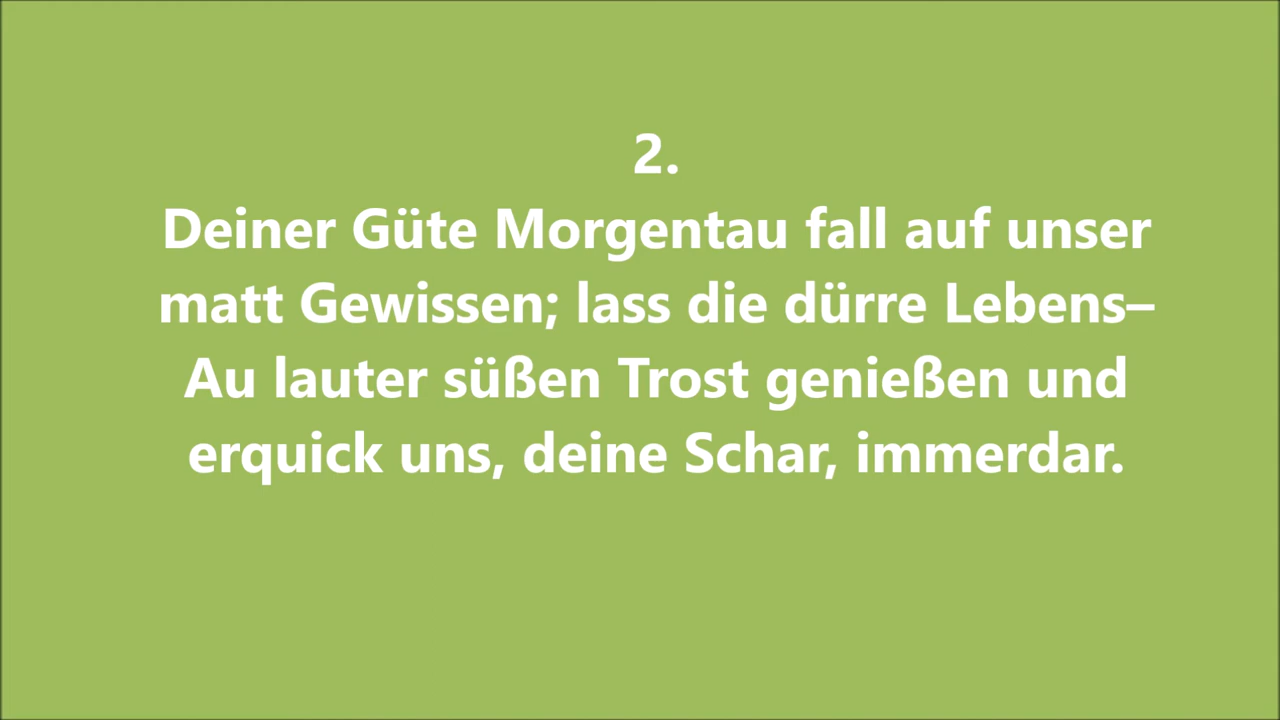 2.
Deiner Güte Morgentau fall auf unser
matt Gewissen; lass die dürre Lebens–
Au lauter süßen Trost genießen und
erquick uns, deine Schar, immerdar.